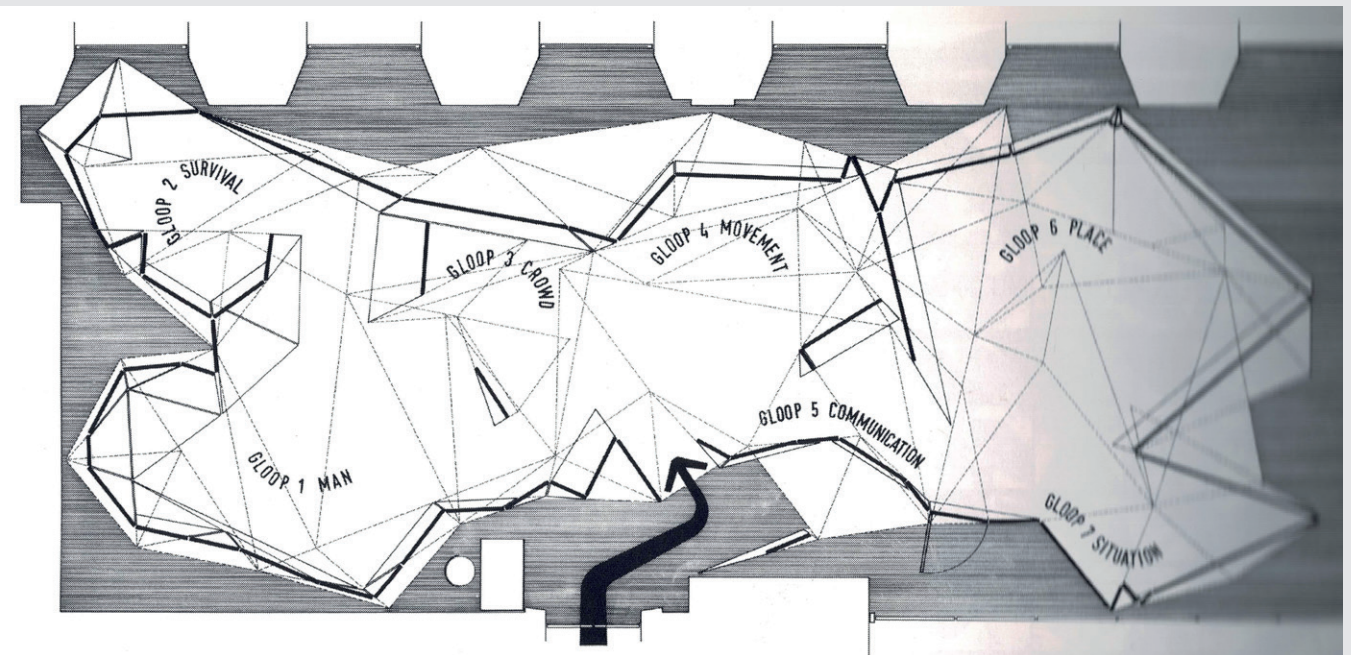 GLOOP 1 MAN
GLOOP 2 SURVIVAL
GLOOP 3 CROWD
GLOOP 4 MOVEMENT
GLOOP 5 COMMUNICATION
GLOOP 6 PLACE
GLOOP 7 SITUATION